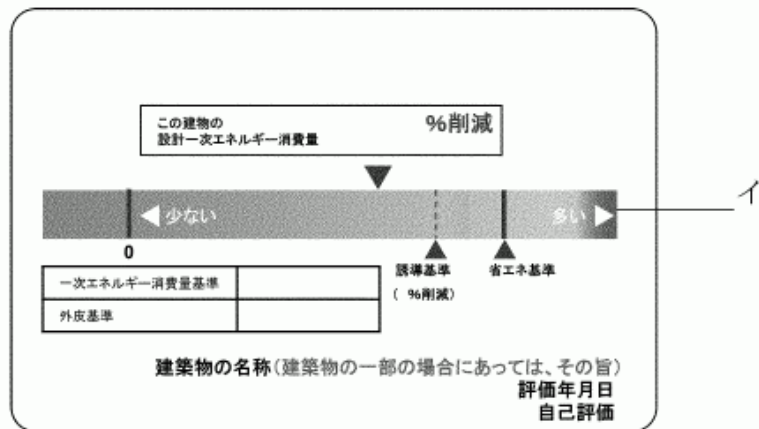 この建物の
設計一次エネルギー消費量
%削減
少ない
多い
イ
0
誘導基準
( %削減)
省エネ基準
一次エネルギー消費量基準
外皮基準
建築物の名称(建築物の一部の場合にあっては、その旨)
評価年月日
自己評価